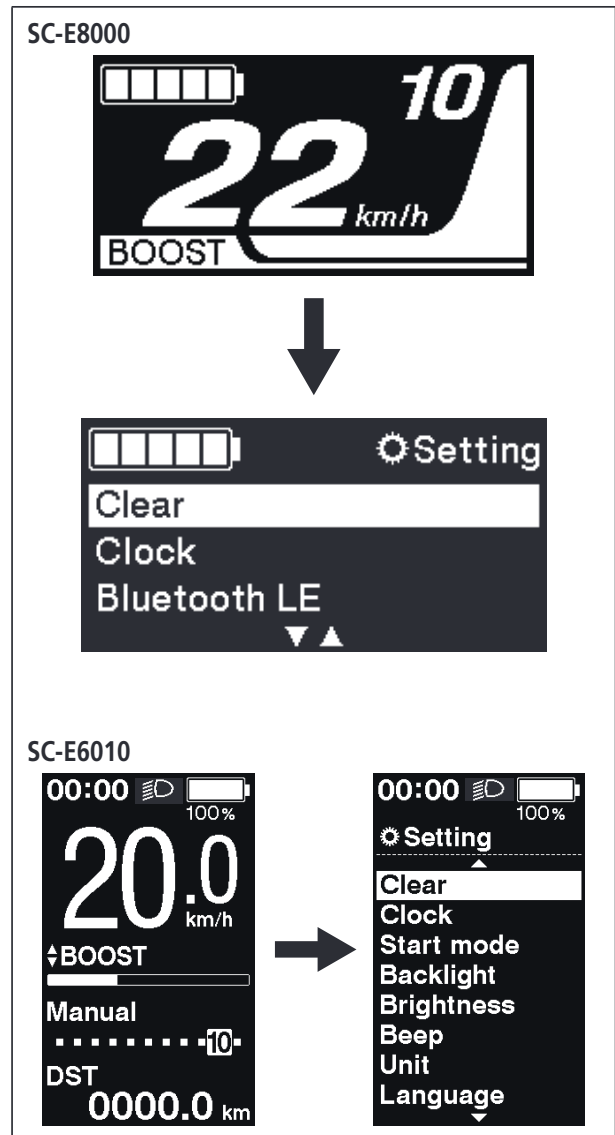 SC-E8000
10
22 km/h
BOOST
Setting
Clear
Clock
Bluetooth LE
SC-E6010
00:00
100%
20.0
km/h
BOOST
Manual
10
DST
0000.0 km
00:00
100%
Setting
Clear
Clock
Start mode
Backlight
Brightness
Beep
Unit
Language